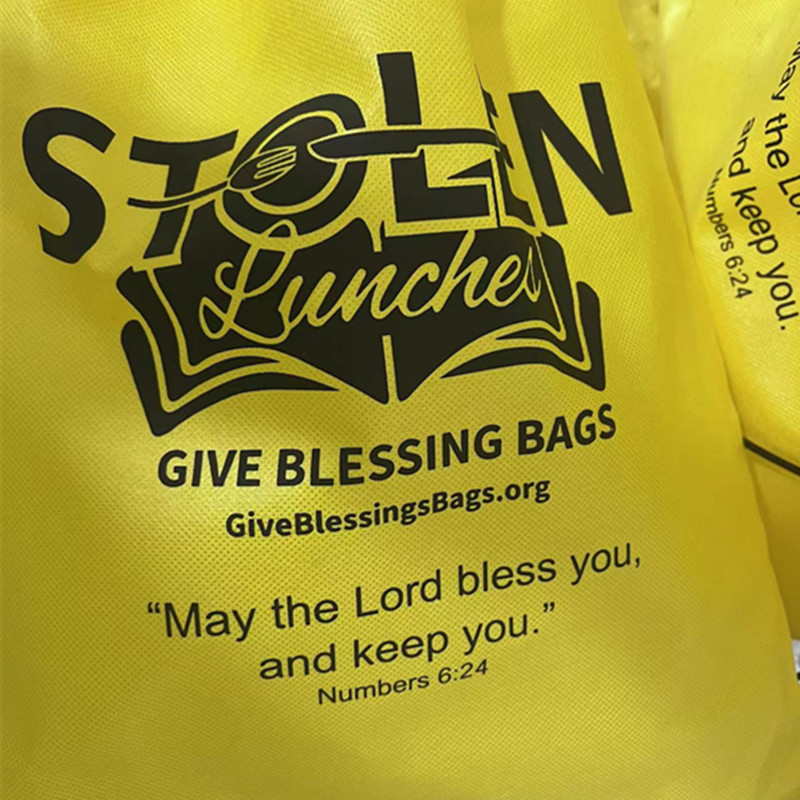 STOLEN
Lunches
GIVE BLESSING BAGS
GiveBlessingsBags.org
“May the Lord bless you,
and keep you.”
Numbers 6:24
May the Lo
and keep you.
Numbers 6:24